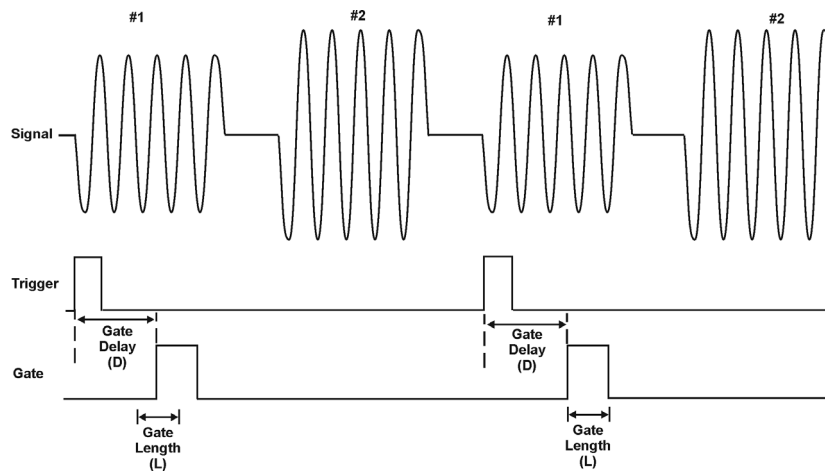 #1
#2
#1
#2
Signal
Trigger
Gate
Delay
(D)
Gate
Delay
(D)
Gate
Gate
Length
(L)
Gate
Length
(L)